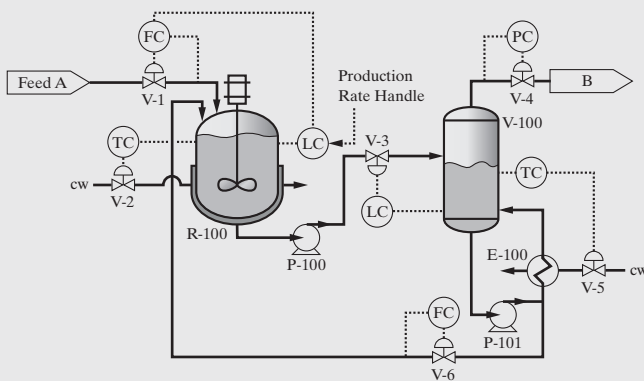 FC
PC
Feed A
B
V-1
Production
Rate Handle
V-4
V-100
TC
LC
V-3
cw
V-2
TC
LC
R-100
P-100
E-100
cw
V-5
FC
P-101
V-6